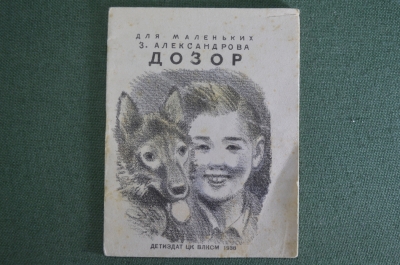 ДЛЯ МАЛЕНЬКИХ
З. АЛЕКСАНДРОВА
ДОЗОР
ДЕТИЗДАТ ЦК ВЛКСМ 1938